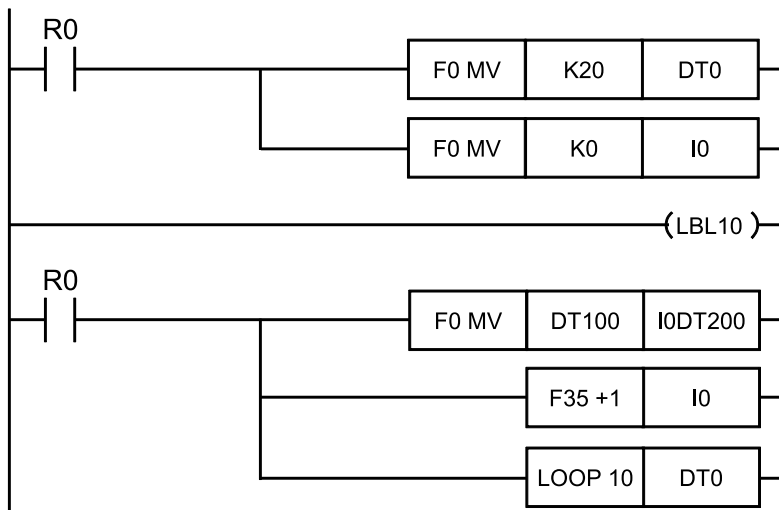 R0
F0 MV K20 DT0
F0 MV K0 I0
(LBL10)
R0
F0 MV DT100 I0DT200
F35 +1 I0
LOOP 10 DT0